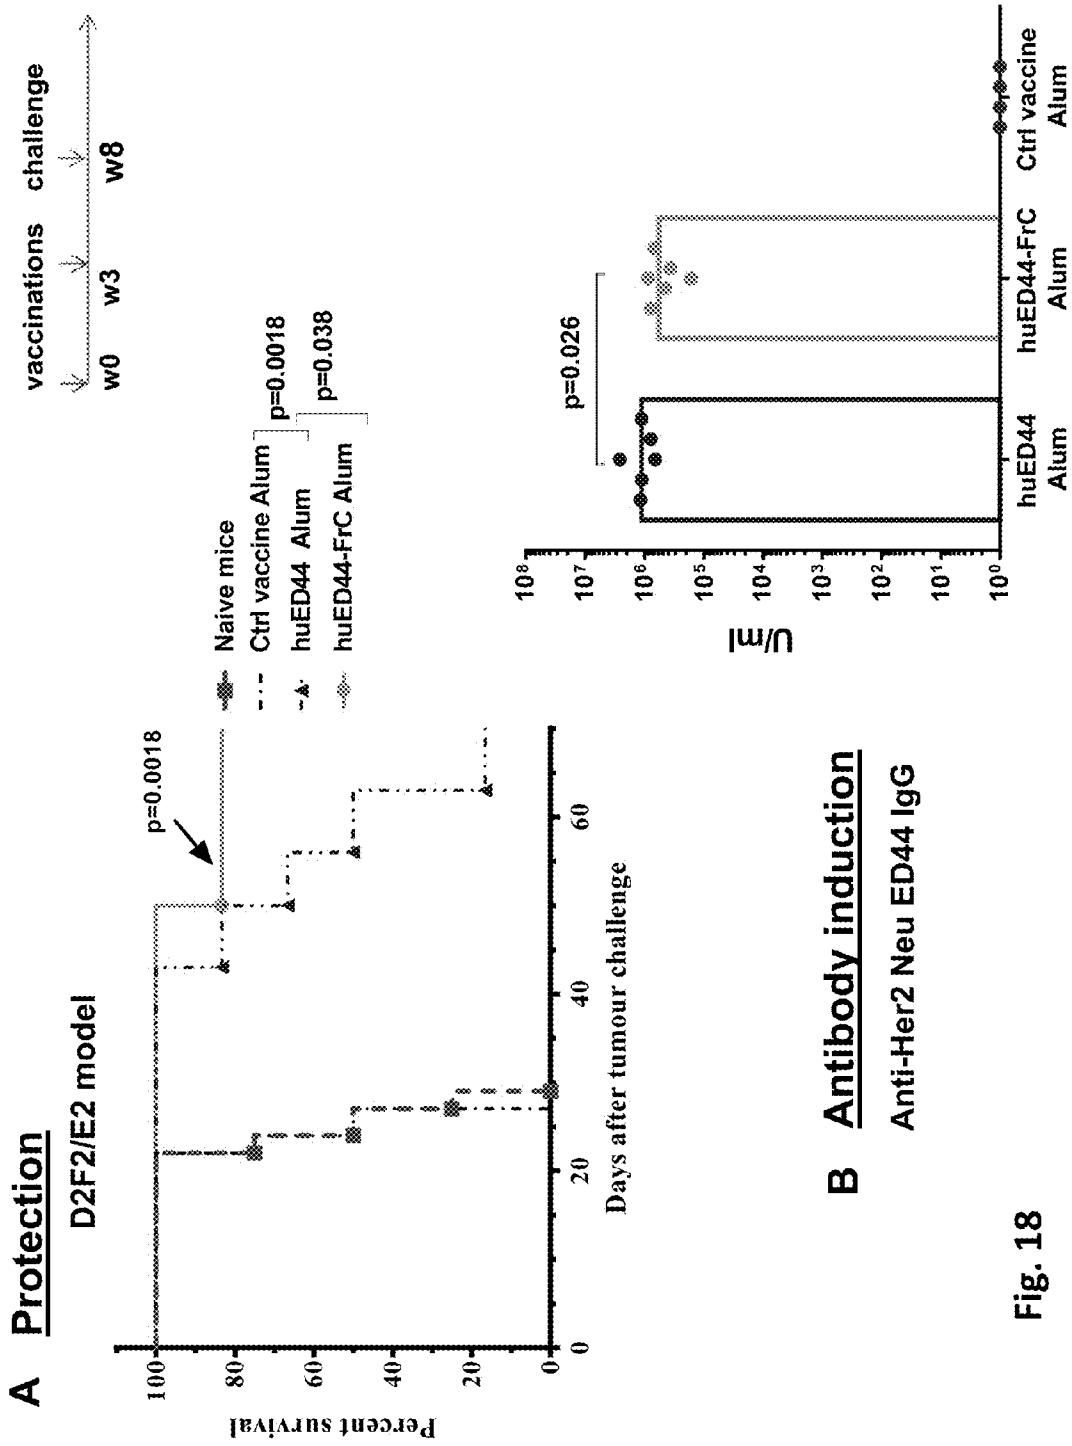 A Protection
D2F2/E2 model
vaccinations challenge
w0 w3 w8
Percent survival
100
80
60
40
20
0
0 20 40 60
Days after tumour challenge
p=0.0018
Naive mice
Ctrl vaccine Alum
huED44 Alum
huED44-FrC Alum
p=0.0018
p=0.038
B Antibody induction
Anti-Her2 Neu ED44 IgG
U/ml
10⁸
10⁷
10⁶
10⁵
10⁴
10³
10²
10¹
10⁰
p=0.026
huED44 huED44-FrC Ctrl vaccine
Alum Alum Alum
Fig. 18